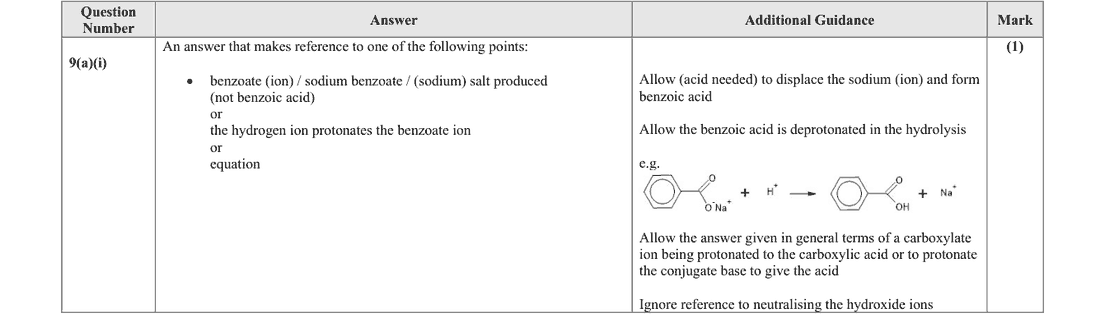 Question
Number
Answer
Additional Guidance
Mark
9(a)(i)
An answer that makes reference to one of the following points:
• benzoate (ion) / sodium benzoate / (sodium) salt produced
(not benzoic acid)
or
the hydrogen ion protonates the benzoate ion
or
equation
Allow (acid needed) to displace the sodium (ion) and form
benzoic acid
Allow the benzoic acid is deprotonated in the hydrolysis
e.g.
O
O⁻Na⁺
+ H⁺ →
O
OH
+ Na⁺
Allow the answer given in general terms of a carboxylate
ion being protonated to the carboxylic acid or to protonate
the conjugate base to give the acid
Ignore reference to neutralising the hydroxide ions
(1)